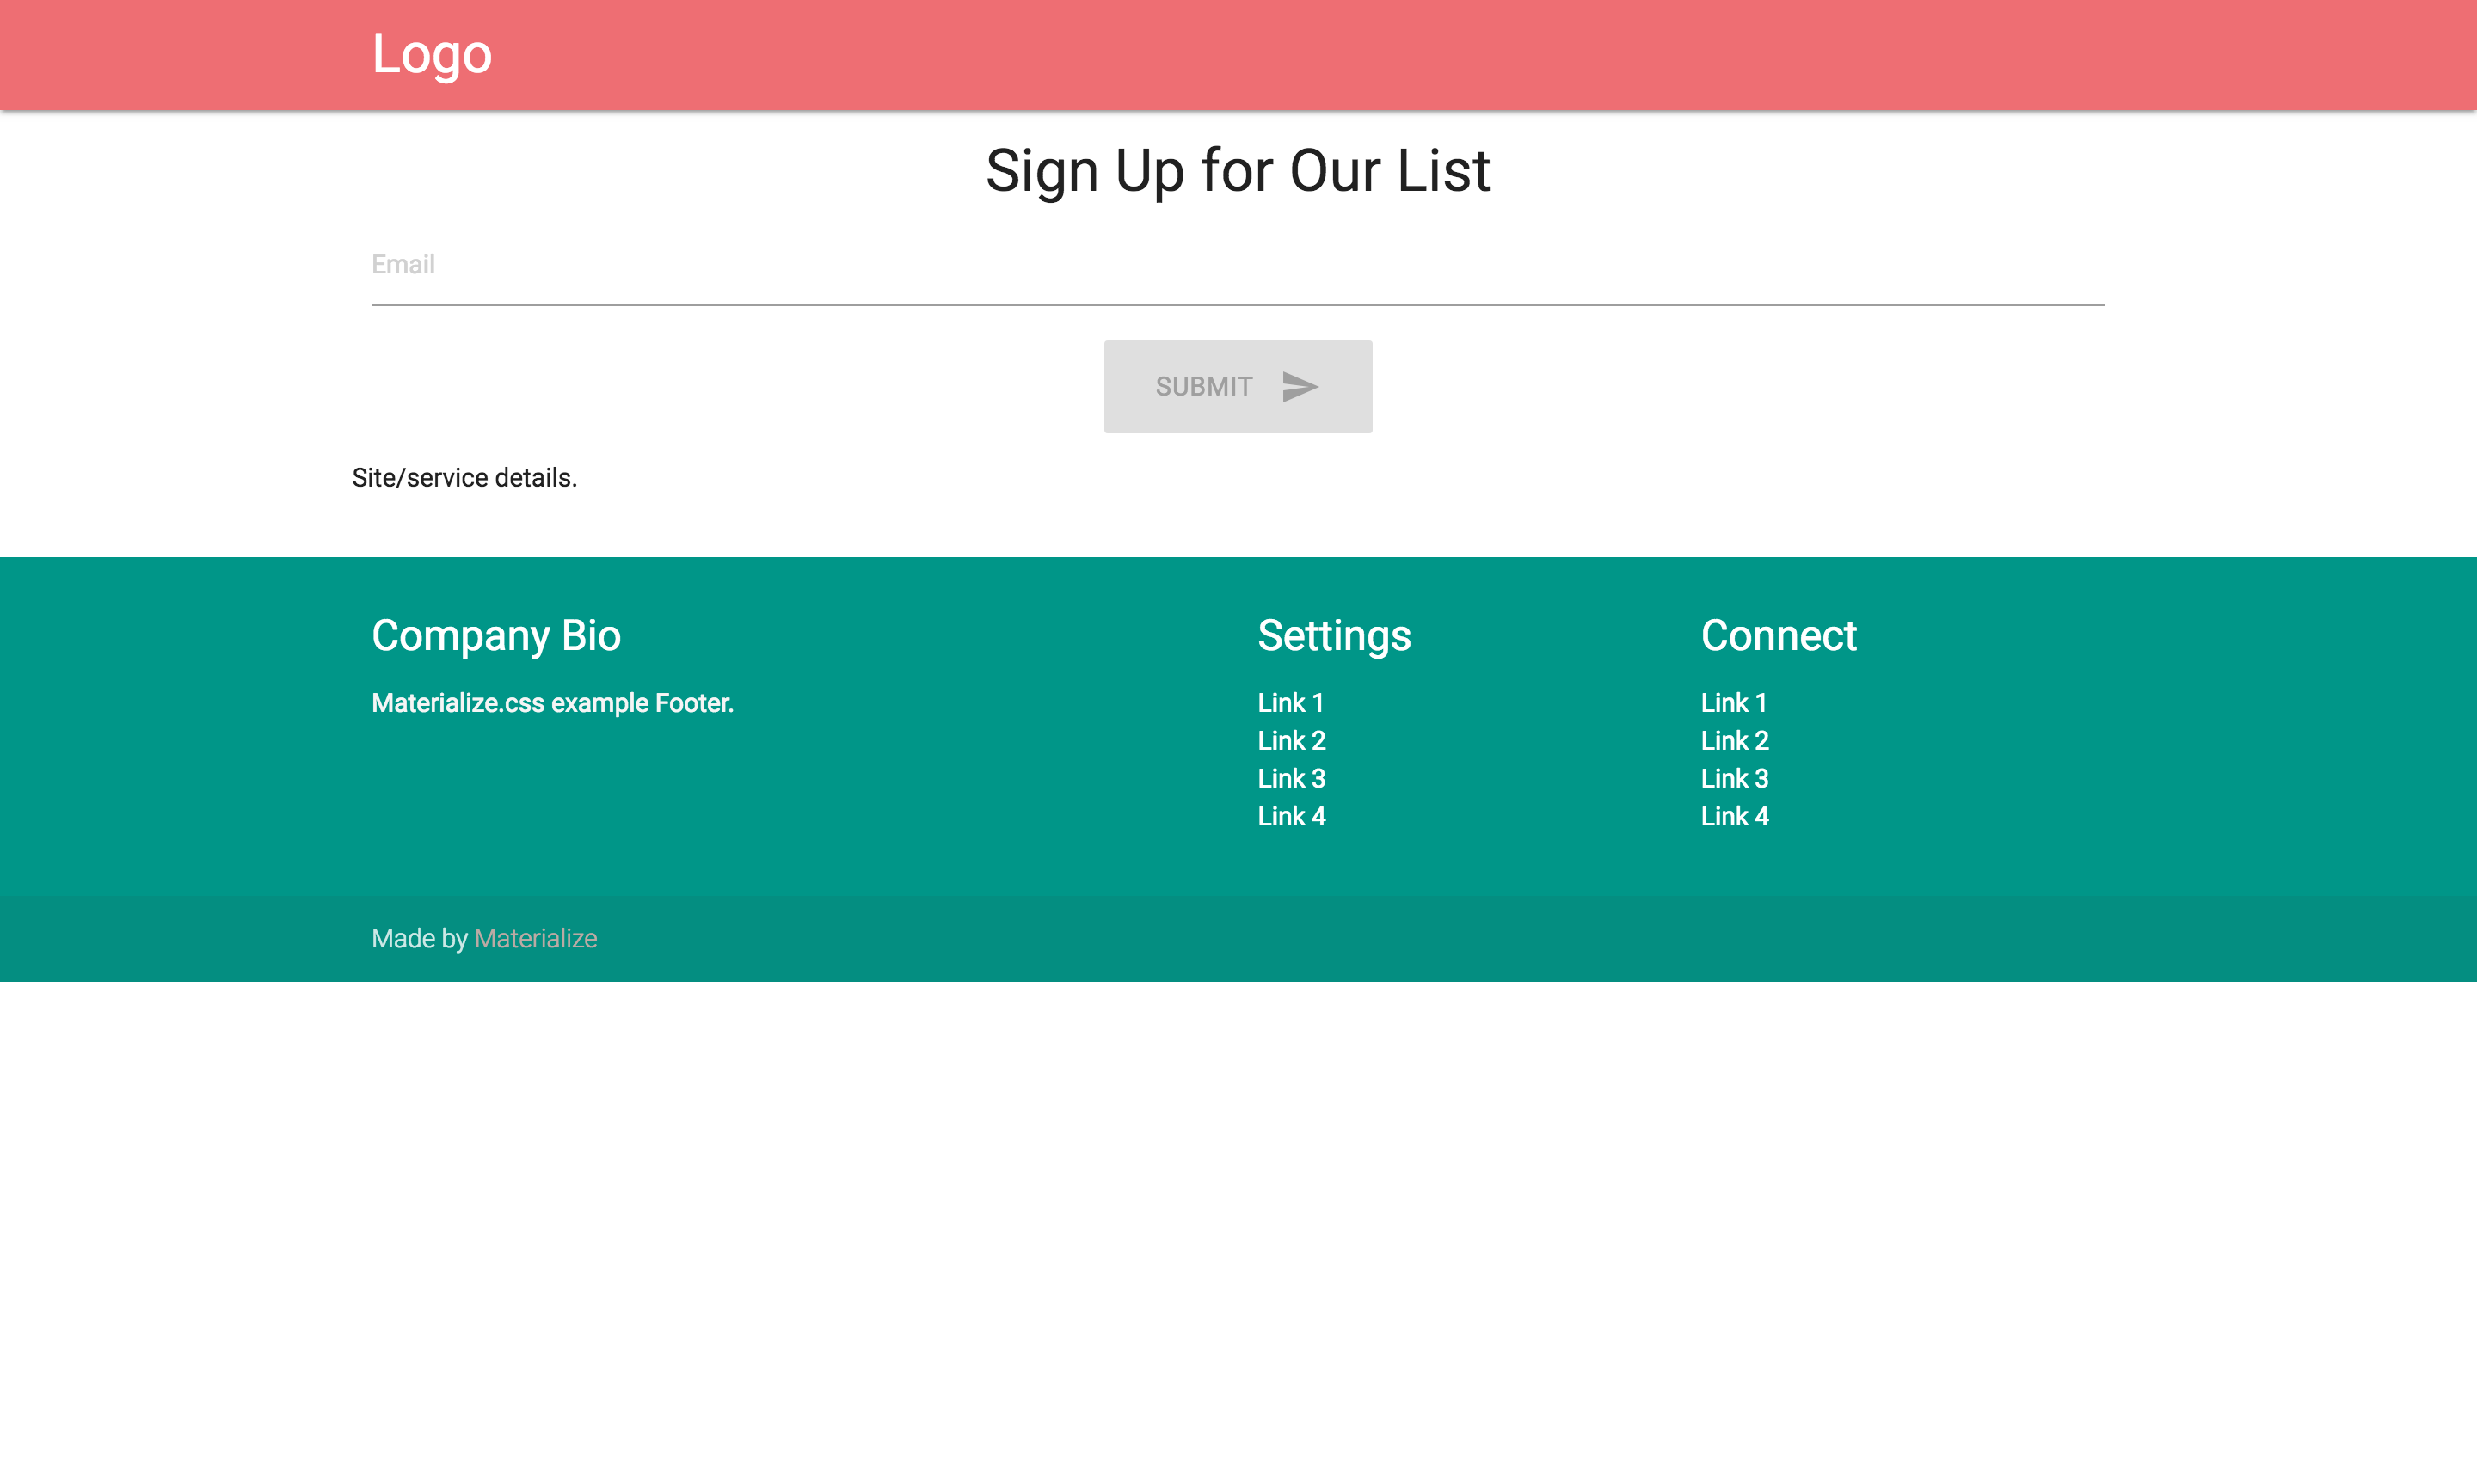 Logo
Sign Up for Our List
Email
SUBMIT
Site/service details.
Company Bio
Materialize.css example Footer.
Settings
Link 1
Link 2
Link 3
Link 4
Connect
Link 1
Link 2
Link 3
Link 4
Made by Materialize